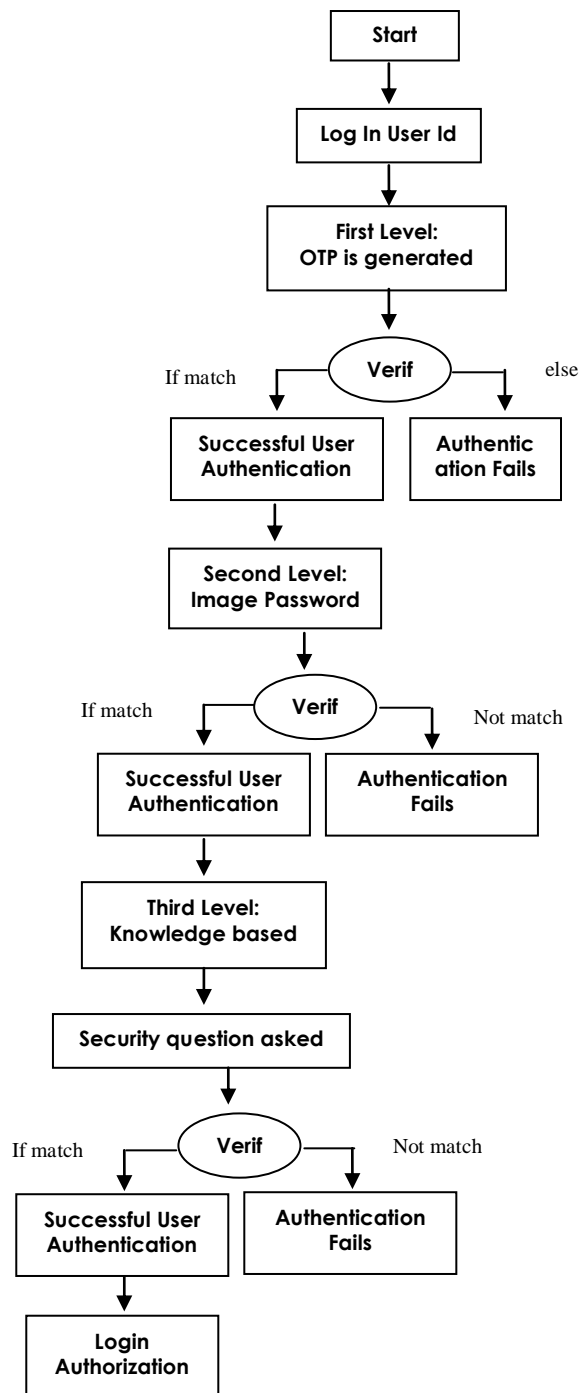 Start
Log In User Id
First Level:
OTP is generated
Verif
If match
else
Successful User
Authentication
Authentic
ation Fails
Second Level:
Image Password
Verif
If match
Not match
Successful User
Authentication
Authentication
Fails
Third Level:
Knowledge based
Security question asked
Verif
If match
Not match
Successful User
Authentication
Authentication
Fails
Login
Authorization